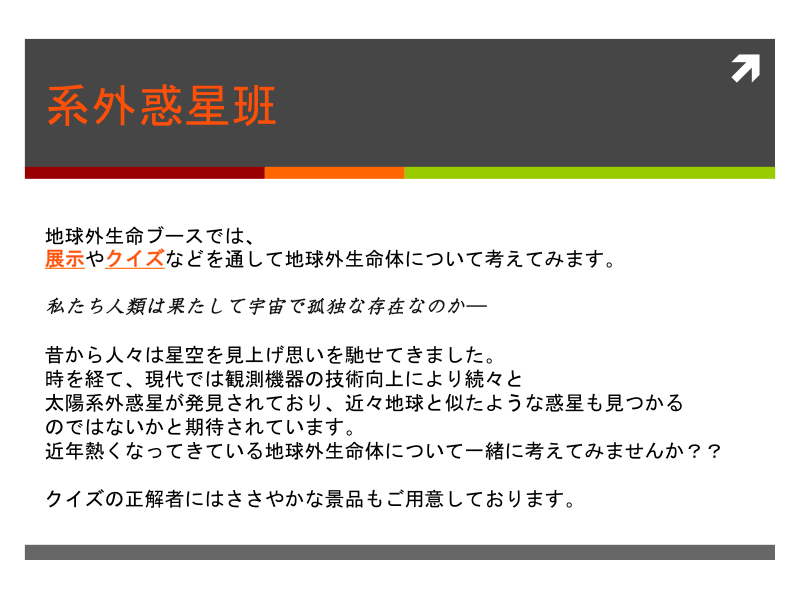 系外惑星班
地球外生命ブースでは、
展示やクイズなどを通して地球外生命体について考えてみます。
私たち人類は果たして宇宙で孤独な存在なのか―
昔から人々は星空を見上げ思いを馳せてきました。
時を経て、現代では観測機器の技術向上により続々と
太陽系外惑星が発見されており、近々地球と似たような惑星も見つかる
のではないかと期待されています。
近年熱くなってきている地球外生命体について一緒に考えてみませんか？？
クイズの正解者にはささやかな景品もご用意しております。